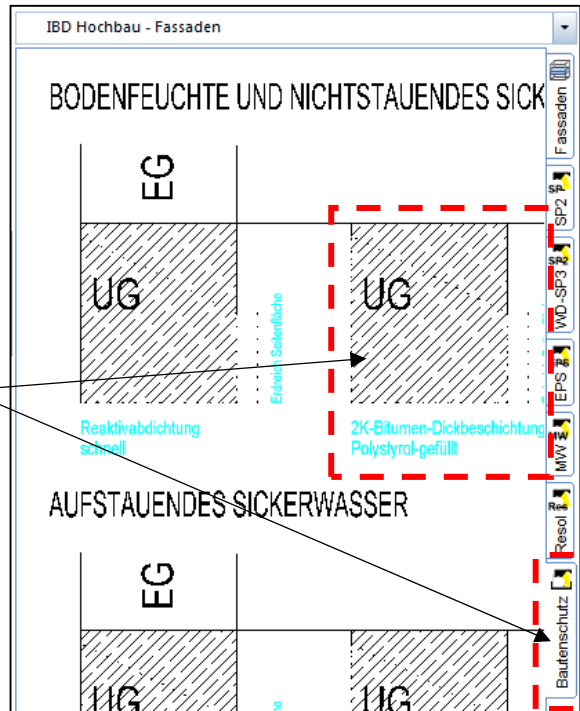 IBD Hochbau - Fassaden
BODENFEUCHTE UND NICHTSTAUENDES SICK
EG
UG
UG
Erdreich Seitenfläche
Reaktivabdichtung
schnell
2K-Bitumen-Dickbeschichtung
Polystyrol-gefüllt
AUFSTAUENDES SICKERWASSER
EG
UG
UG
Fassaden
SP2
WD-SP3
EPS
MW
Resol
Bautenschutz